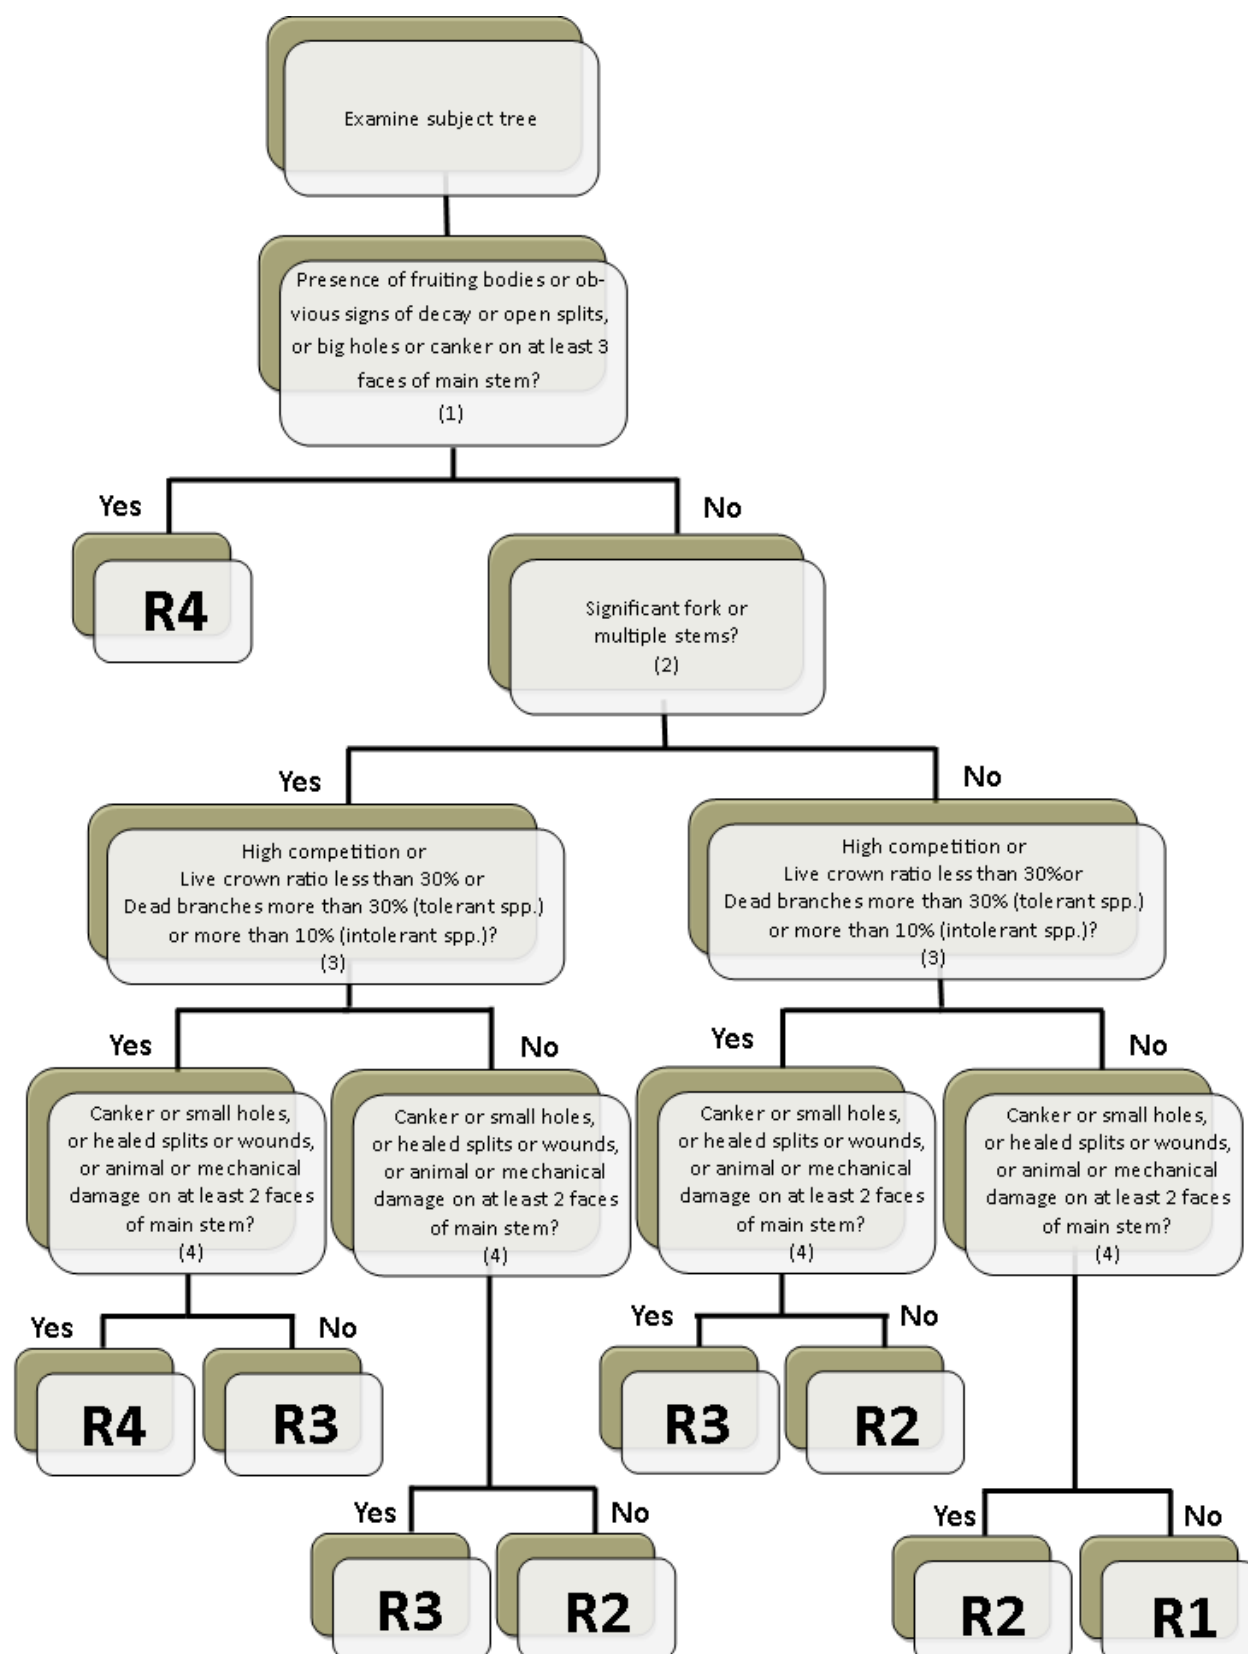 Examine subject tree
Presence of fruiting bodies or ob-
vious signs of decay or open splits,
or big holes or canker on at least 3
faces of main stem?
(1)
Yes
No
R4
Significant fork or
multiple stems?
(2)
Yes
No
High competition or
Live crown ratio less than 30% or
Dead branches more than 30% (tolerant spp.)
or more than 10% (intolerant spp.)?
(3)
High competition or
Live crown ratio less than 30%or
Dead branches more than 30% (tolerant spp.)
or more than 10% (intolerant spp.)?
(3)
Yes
No
Yes
No
Canker or small holes,
or healed splits or wounds,
or animal or mechanical
damage on at least 2 faces
of main stem?
(4)
Canker or small holes,
or healed splits or wounds,
or animal or mechanical
damage on at least 2 faces
of main stem?
(4)
Canker or small holes,
or healed splits or wounds,
or animal or mechanical
damage on at least 2 faces
of main stem?
(4)
Canker or small holes,
or healed splits or wounds,
or animal or mechanical
damage on at least 2 faces
of main stem?
(4)
Yes
No
Yes
No
R4
R3
R3
R2
Yes
No
Yes
No
R3
R2
R2
R1